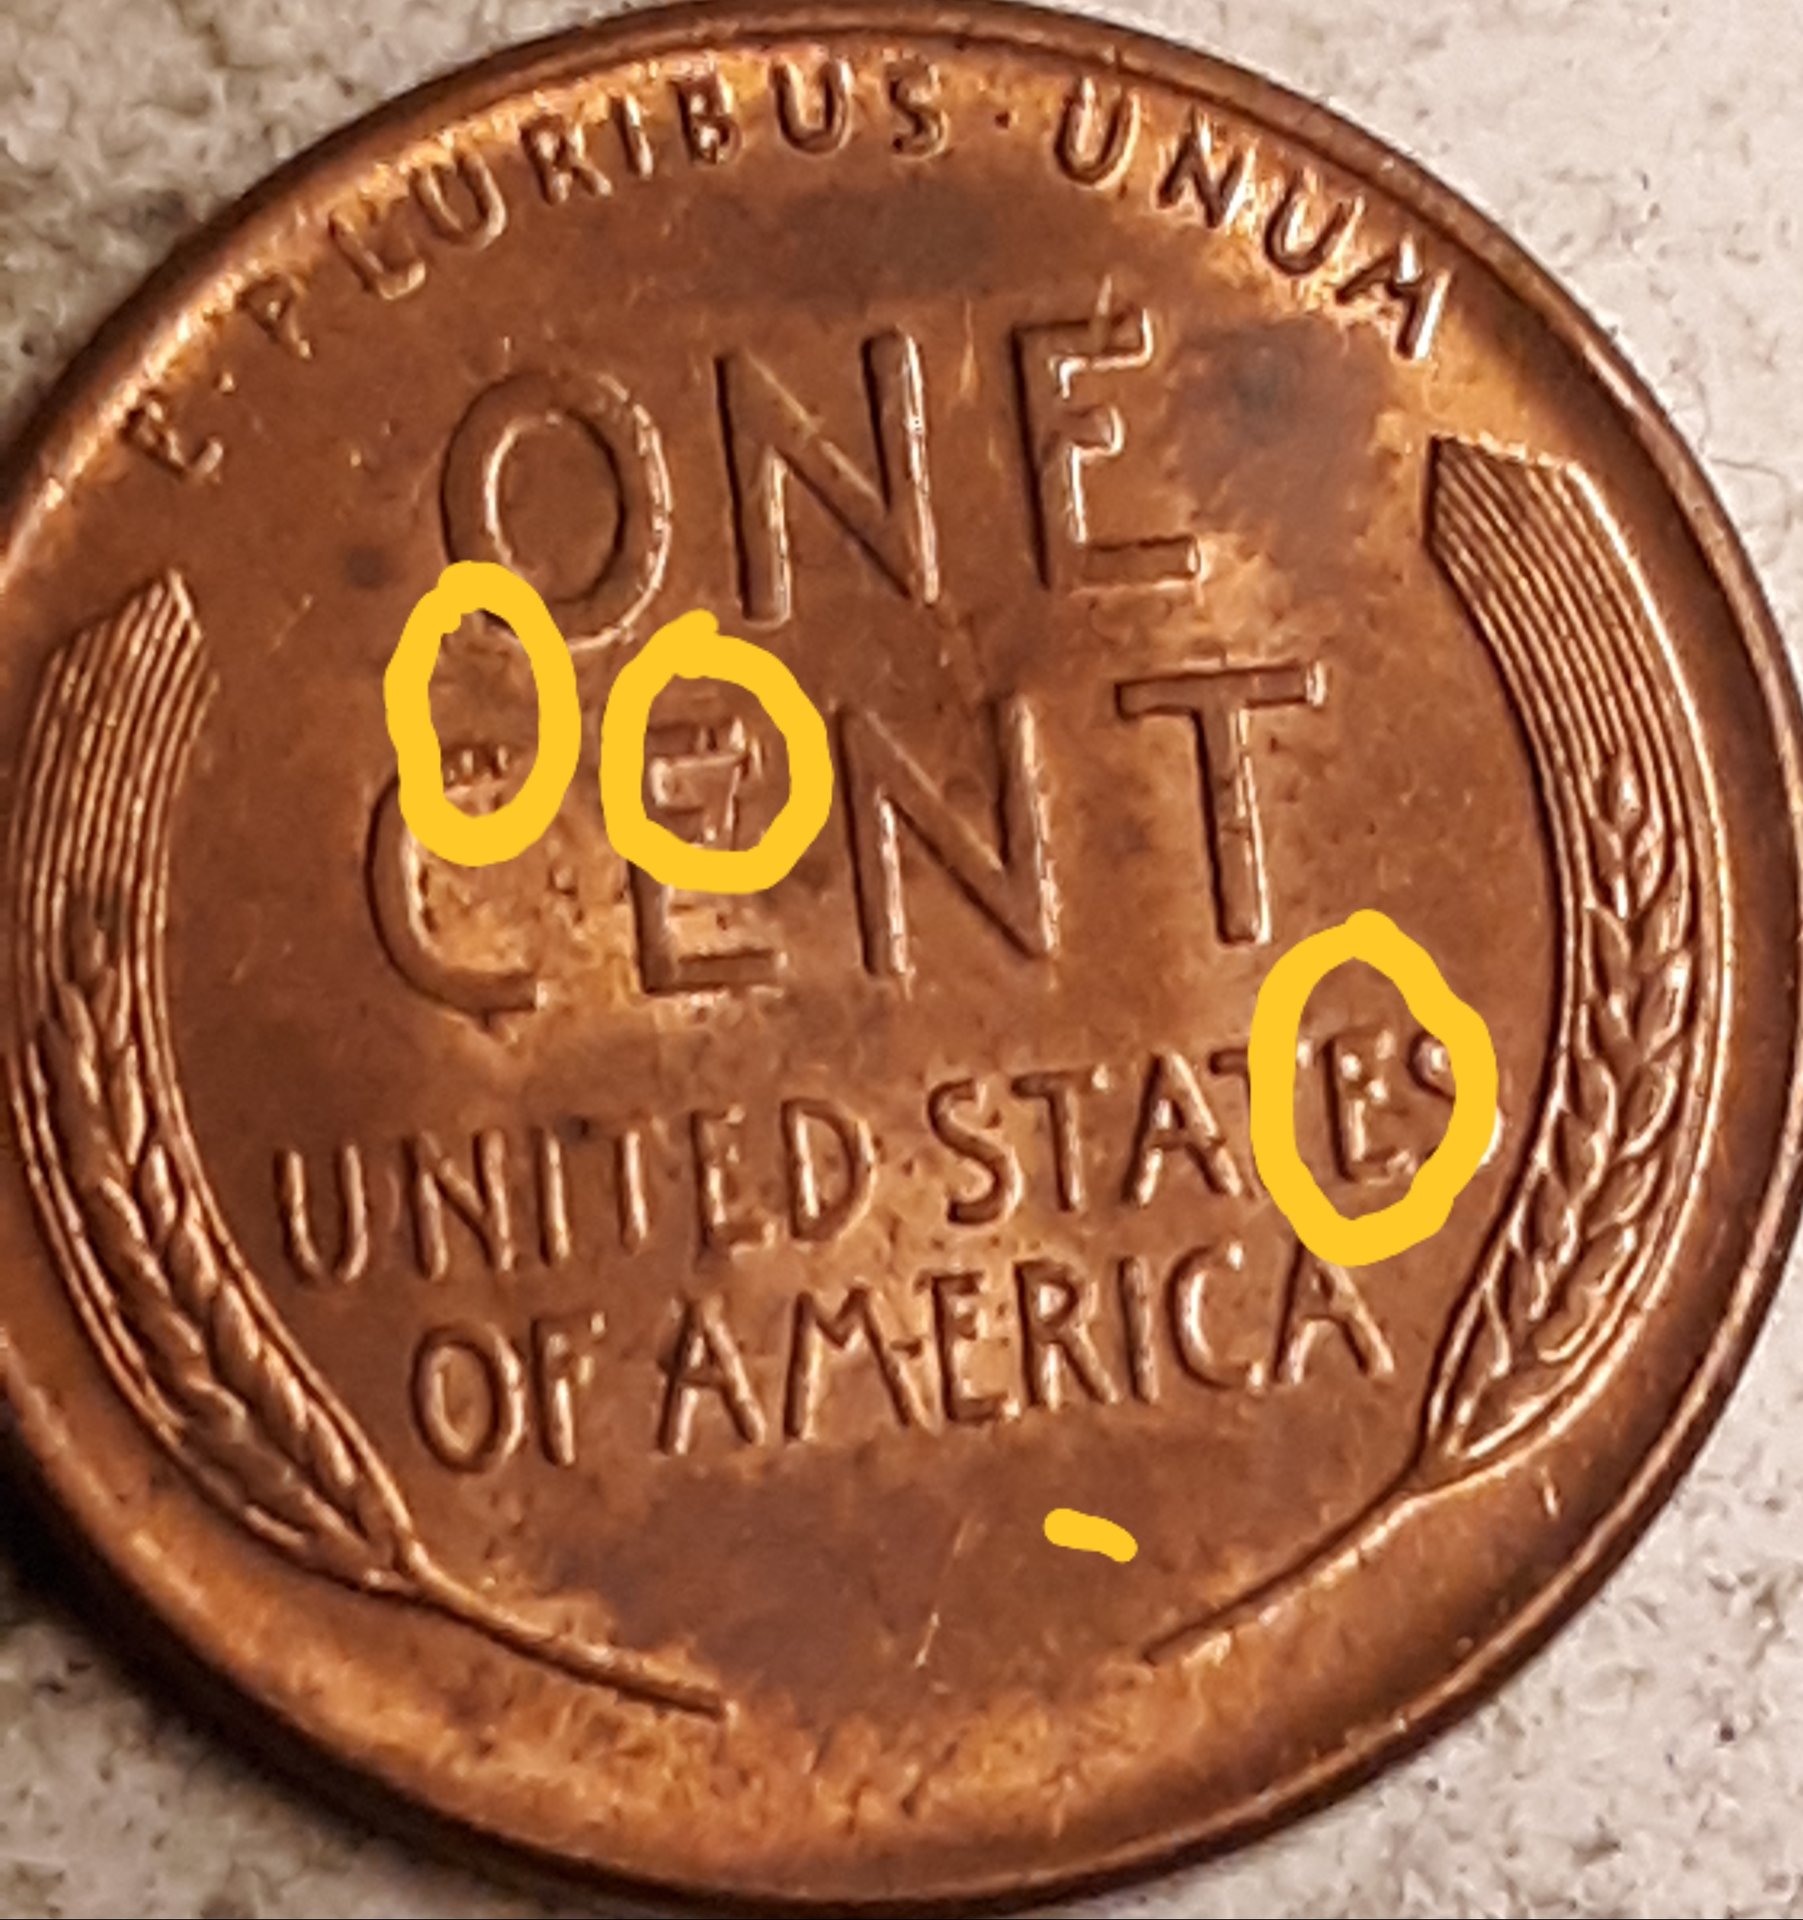 E · PLURIBUS · UNUM
ONE
CENT
UNITED STATES
OF AMERICA